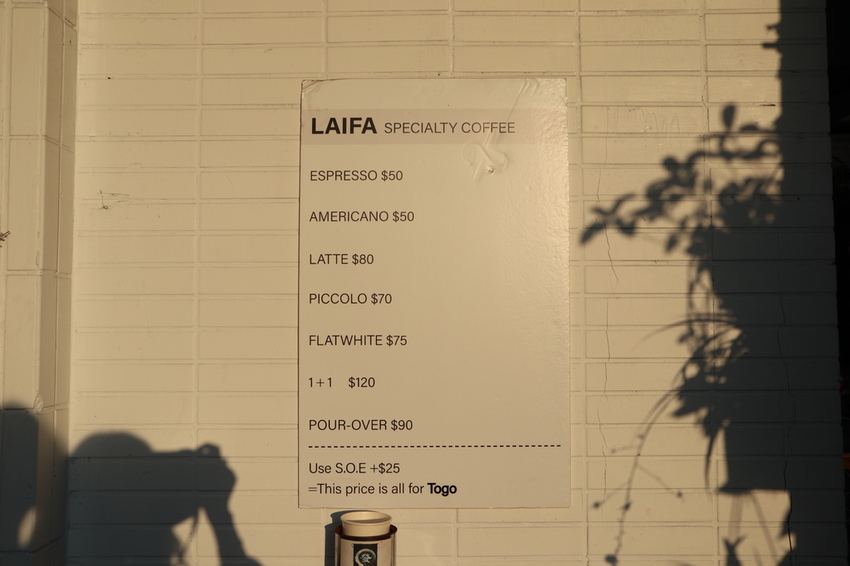 LAIFA SPECIALTY COFFEE
ESPRESSO $50
AMERICANO $50
LATTE $80
PICCOLO $70
FLATWHITE $75
1+1 $120
POUR-OVER $90
Use S.O.E +$25
=This price is all for Togo